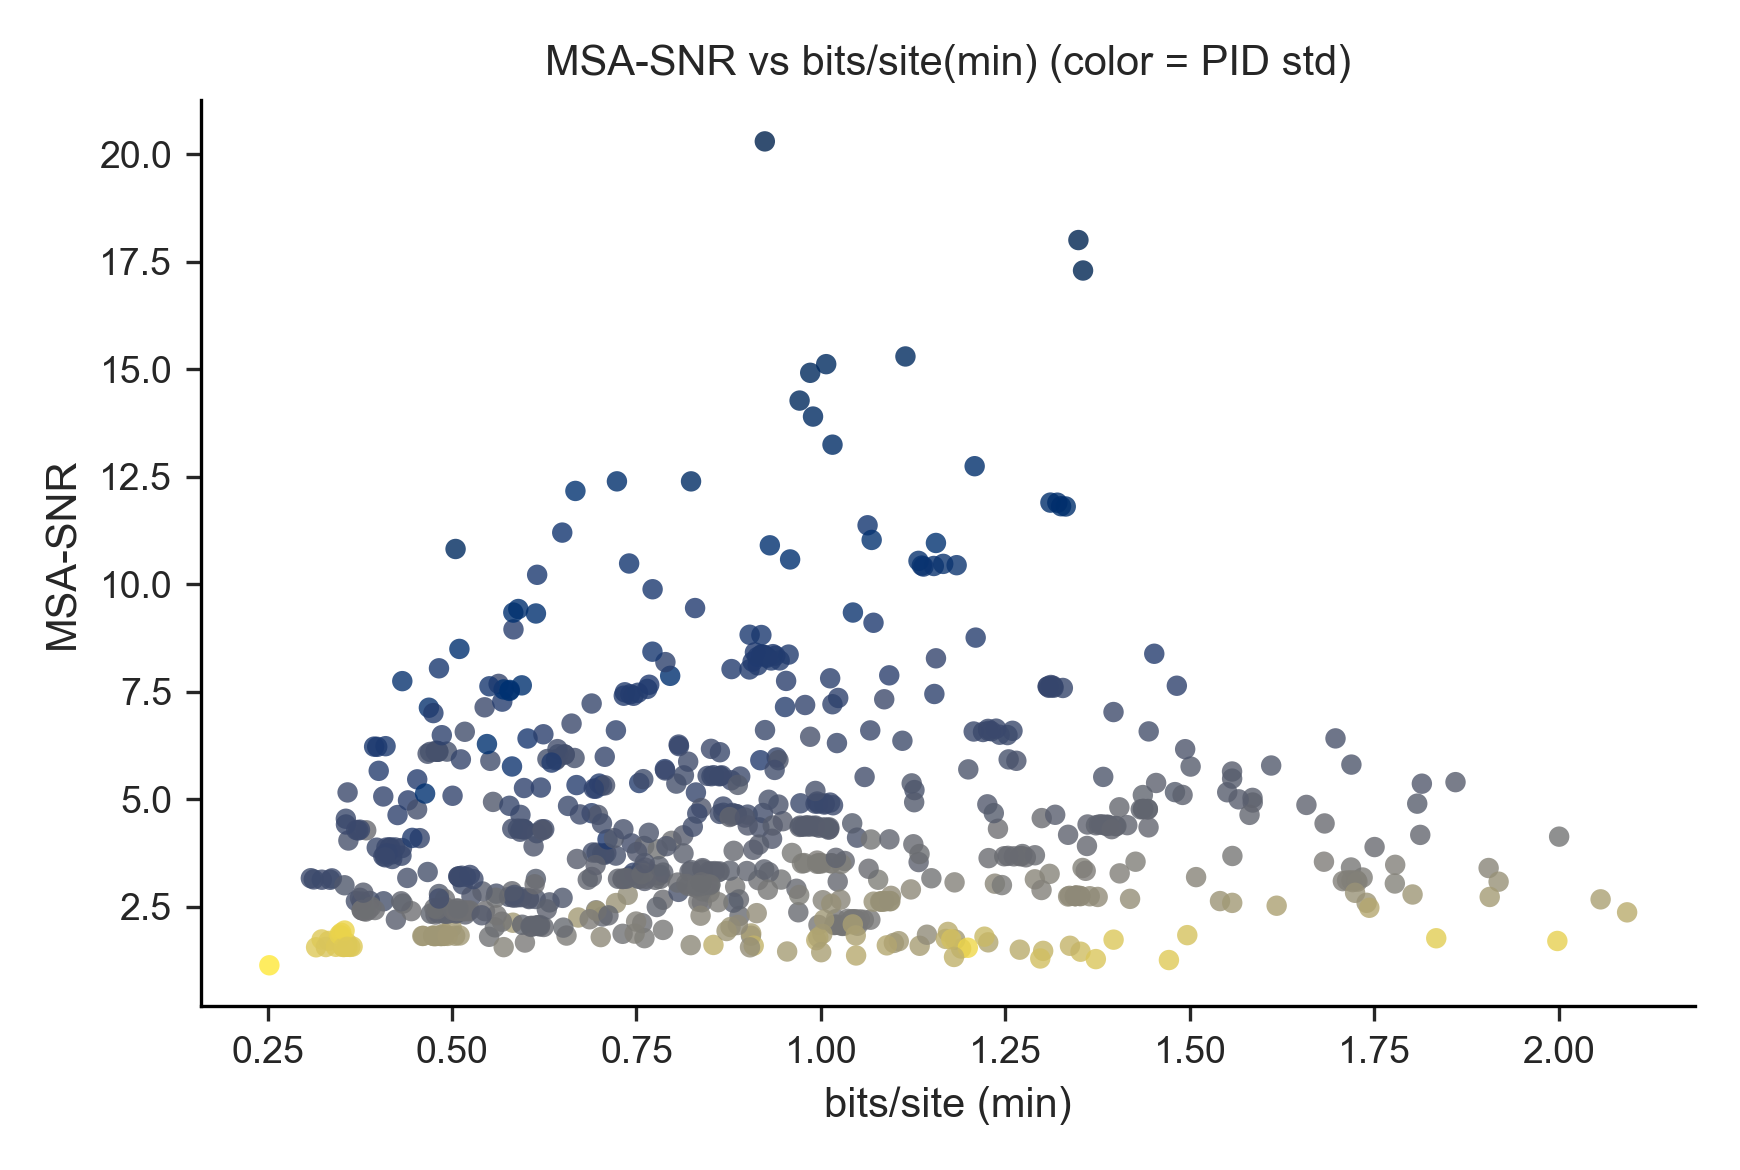 MSA-SNR vs bits/site(min) (color = PID std)
20.0
17.5
15.0
12.5
10.0
7.5
5.0
2.5
MSA-SNR
0.25 0.50 0.75 1.00 1.25 1.50 1.75 2.00
bits/site (min)